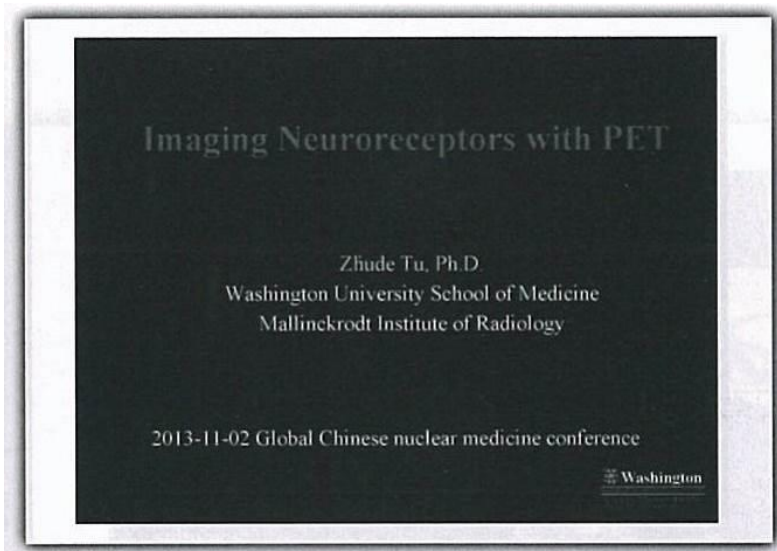 Imaging Neuroreceptors with PET
Zhude Tu, Ph.D.
Washington University School of Medicine
Mallinckrodt Institute of Radiology
2013-11-02 Global Chinese nuclear medicine conference
Washington